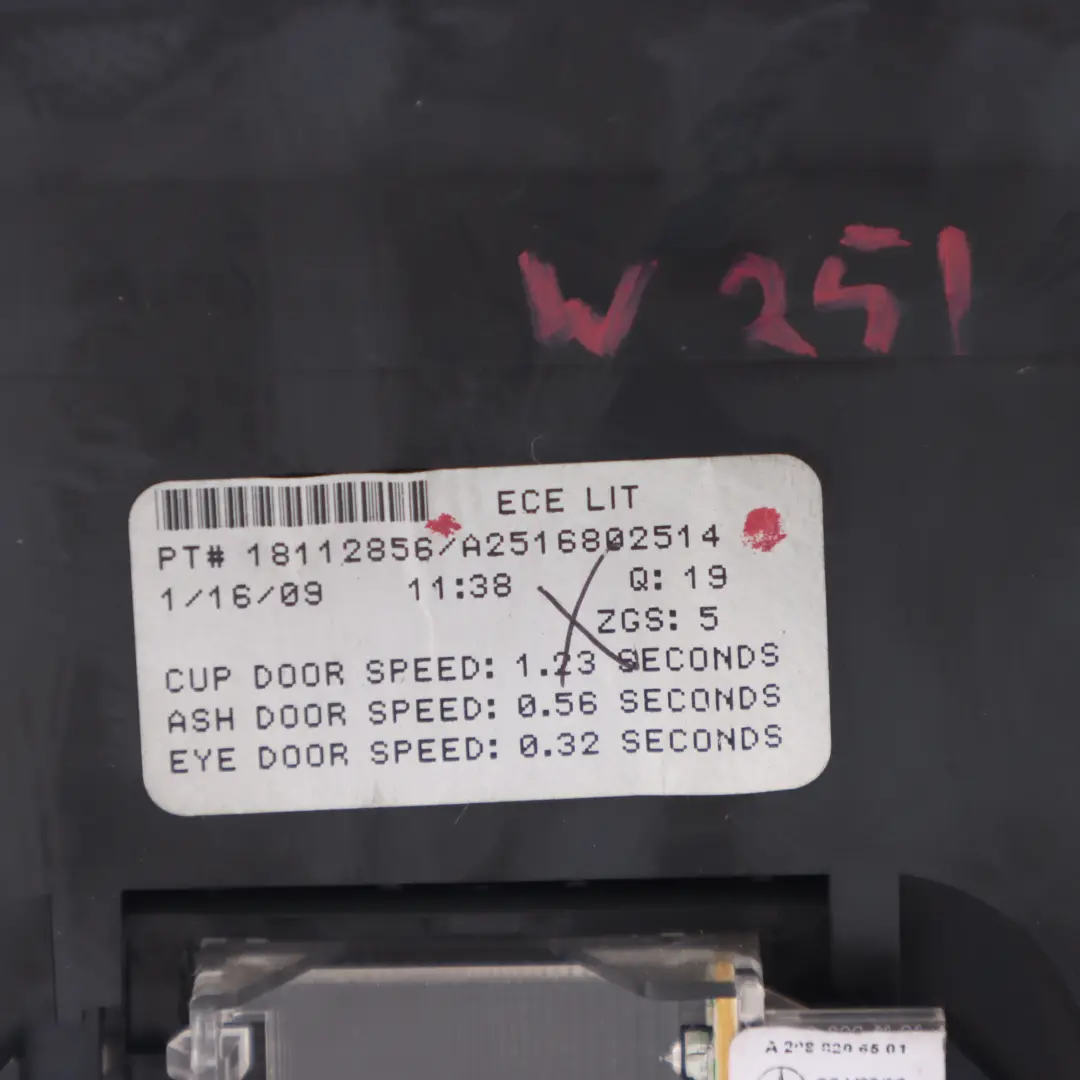 W 251
ECE LIT
PT# 18112856/A2516802514
1/16/09 11:38 Q: 19
ZGS: 5
CUP DOOR SPEED: 1.23 SECONDS
ASH DOOR SPEED: 0.56 SECONDS
EYE DOOR SPEED: 0.32 SECONDS